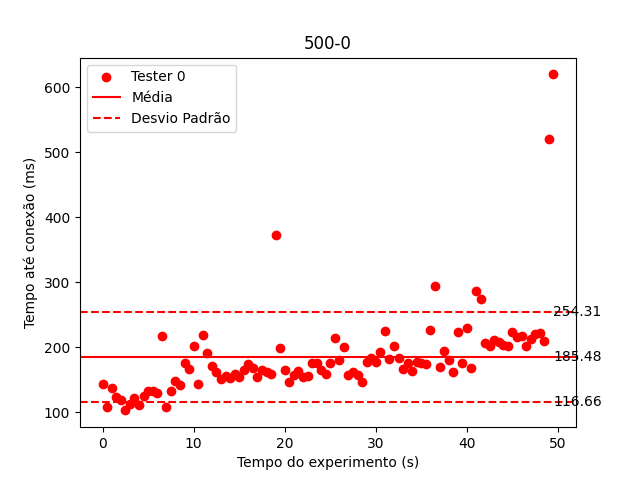 500-0
Tester 0
Média
Desvio Padrão
Tempo até conexão (ms)
600
500
400
300
200
100
254.31
185.48
116.66
0 10 20 30 40 50
Tempo do experimento (s)